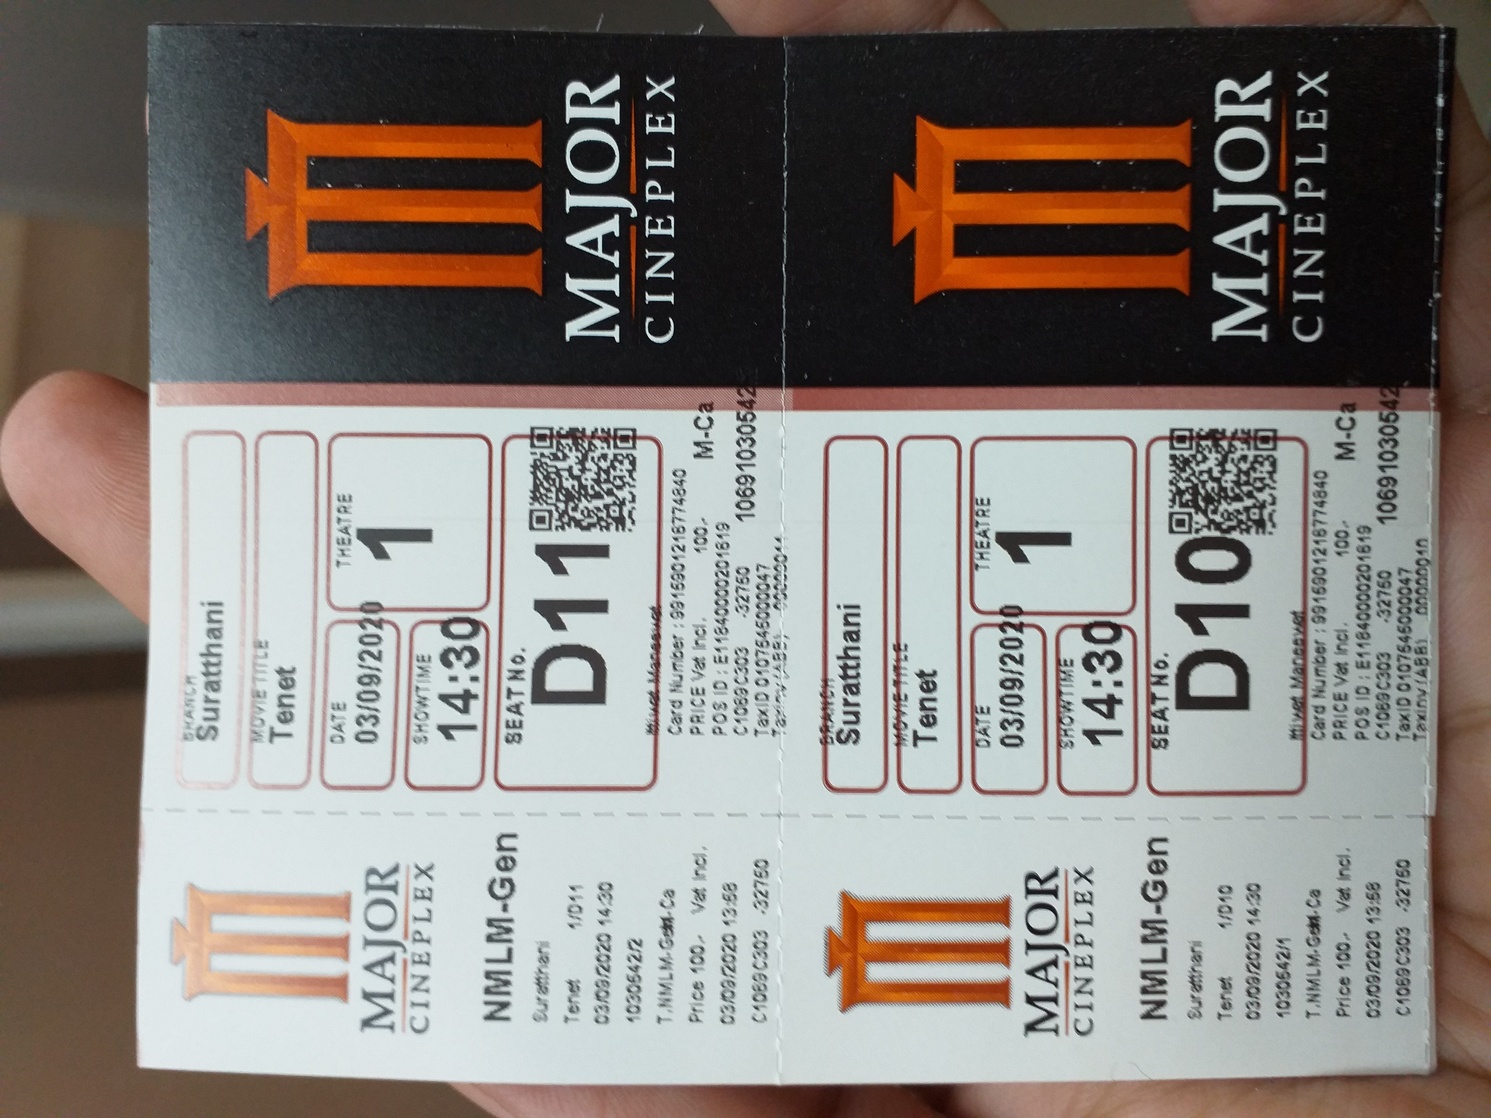 MAJOR
CINEPLEX
BRANCH
Suratthani
MOVIE TITLE
Tenet
DATE
03/09/2020
THEATRE
1
SHOWTIME
14:30
SEAT No.
D11
Card Number : 9915901216774840
PRICE Vat Incl. 100.-
M-Ca
POS ID : E118400000201619
C1069C303 -32760
10691030542
TaxID 0107545000047
MAJOR
CINEPLEX
NMLM-Gen
Suratthani
Tenet 1/D11
03/09/2020 14:30
1030542/2
Price 100.- Vat Incl.
03/09/2020 13:58
C1069C303 -32760
MAJOR
CINEPLEX
BRANCH
Suratthani
MOVIE TITLE
Tenet
DATE
03/09/2020
THEATRE
1
SHOWTIME
14:30
SEAT No.
D10
Card Number : 9915901216774840
PRICE Vat Incl. 100.-
M-Ca
POS ID : E118400000201619
C1069C303 -32760
10691030542
TaxID 0107545000047
MAJOR
CINEPLEX
NMLM-Gen
Suratthani
Tenet 1/D10
03/09/2020 14:30
1030542/1
Price 100.- Vat Incl.
03/09/2020 13:58
C1069C303 -32760